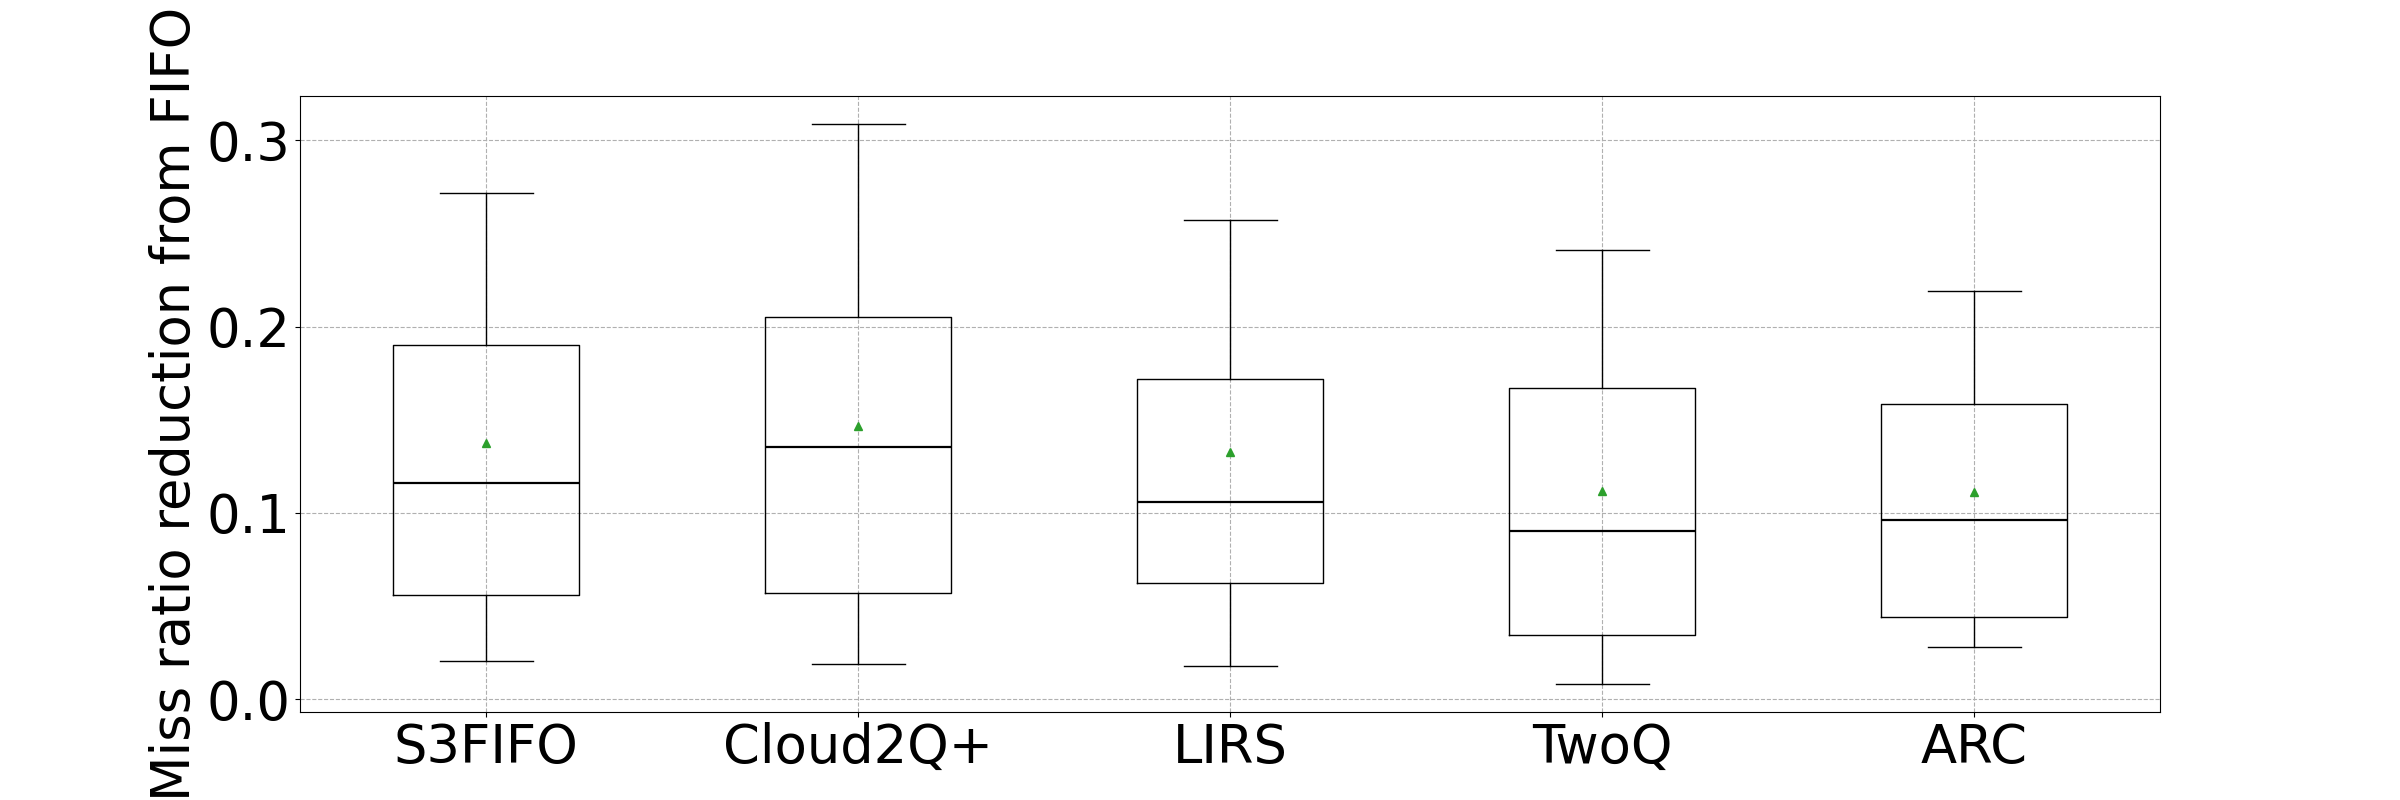 Miss ratio reduction from FIFO
0.3
0.2
0.1
0.0
S3FIFO Cloud2Q+ LIRS TwoQ ARC